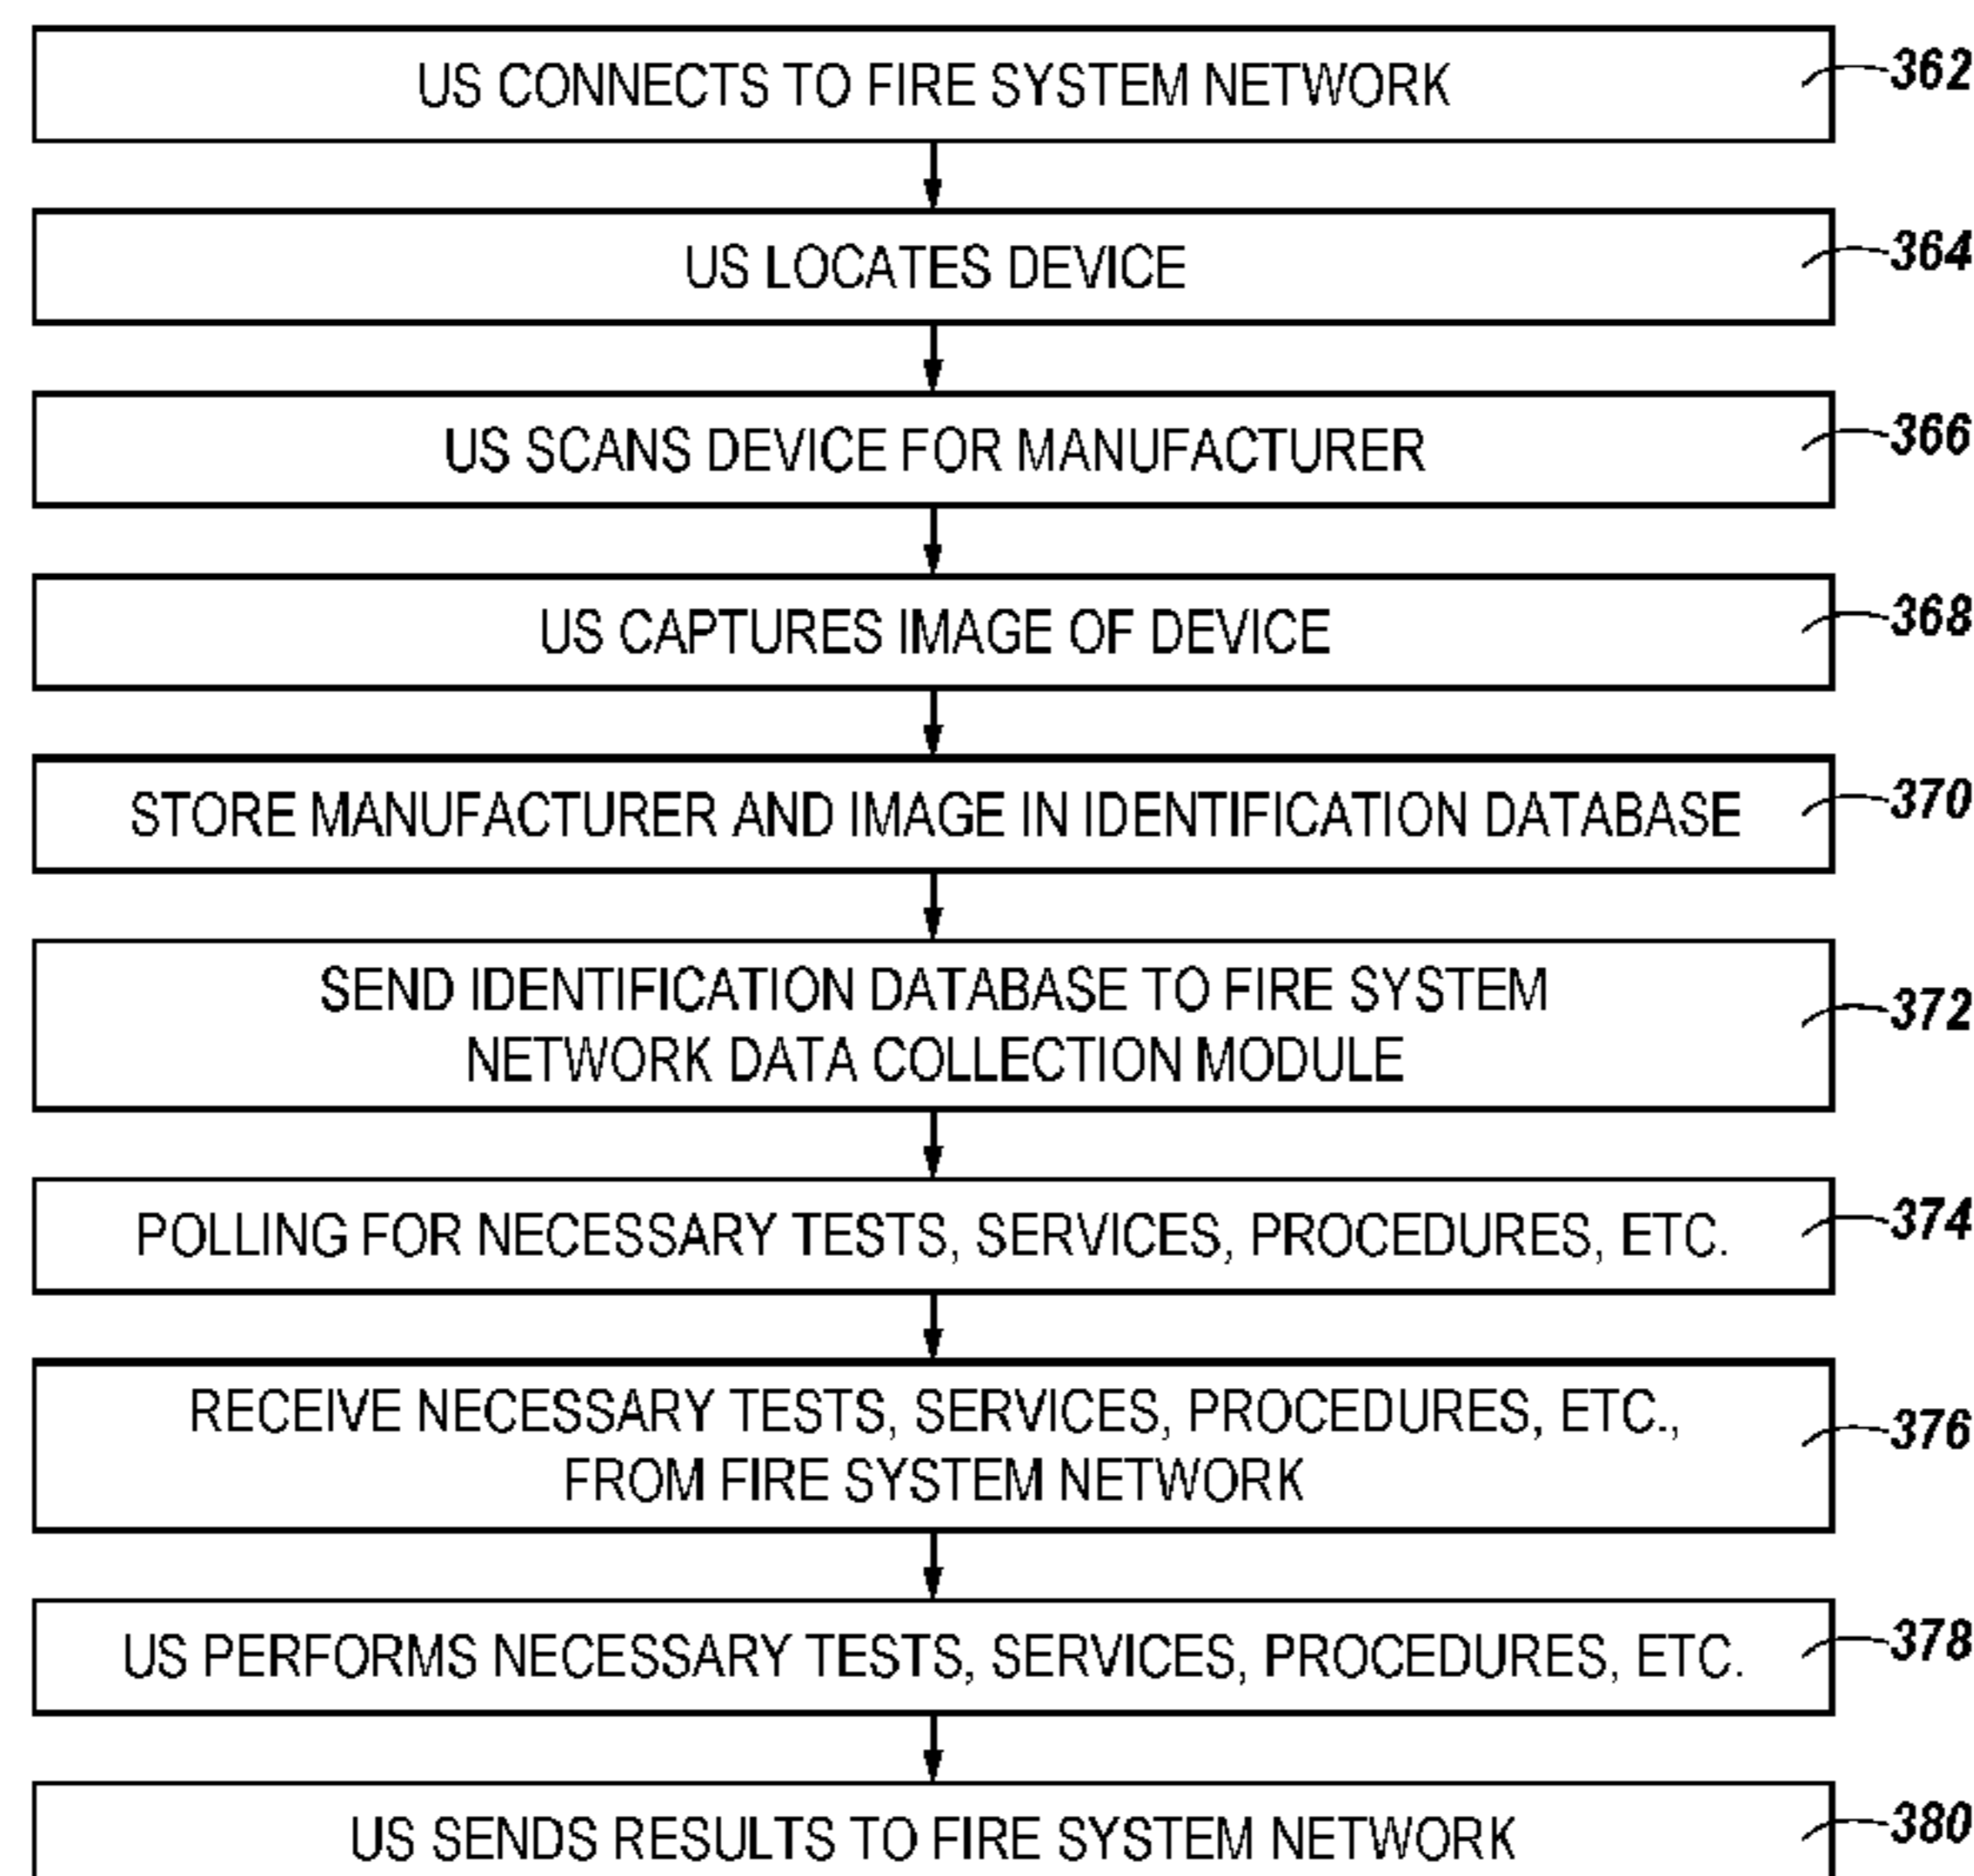 US CONNECTS TO FIRE SYSTEM NETWORK
362
US LOCATES DEVICE
364
US SCANS DEVICE FOR MANUFACTURER
366
US CAPTURES IMAGE OF DEVICE
368
STORE MANUFACTURER AND IMAGE IN IDENTIFICATION DATABASE
370
SEND IDENTIFICATION DATABASE TO FIRE SYSTEM
NETWORK DATA COLLECTION MODULE
372
POLLING FOR NECESSARY TESTS, SERVICES, PROCEDURES, ETC.
374
RECEIVE NECESSARY TESTS, SERVICES, PROCEDURES, ETC.,
FROM FIRE SYSTEM NETWORK
376
US PERFORMS NECESSARY TESTS, SERVICES, PROCEDURES, ETC.
378
US SENDS RESULTS TO FIRE SYSTEM NETWORK
380